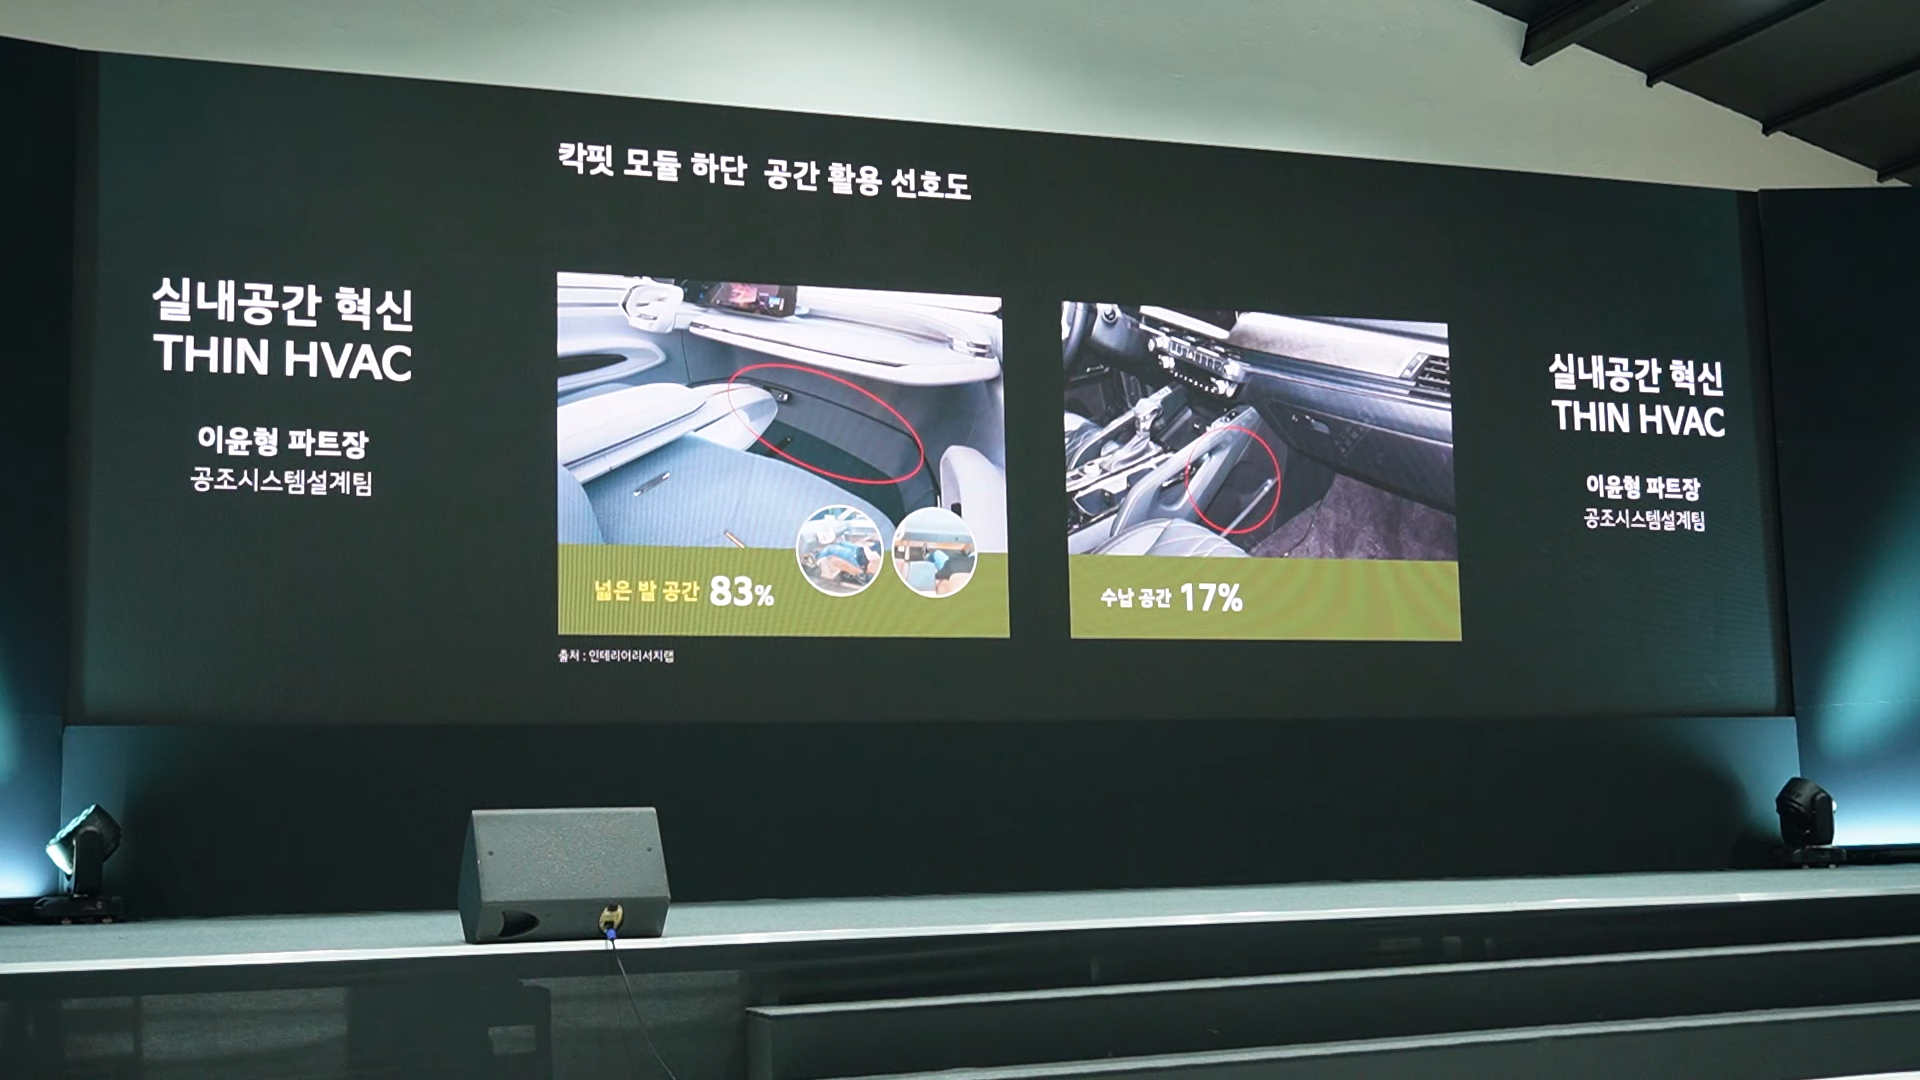 칵핏 모듈 하단 공간 활용 선호도
실내공간 혁신
THIN HVAC
이윤형 파트장
공조시스템설계팀
넓은 발 공간 83%
수납 공간 17%
출처 : 인테리어리서치랩
실내공간 혁신
THIN HVAC
이윤형 파트장
공조시스템설계팀